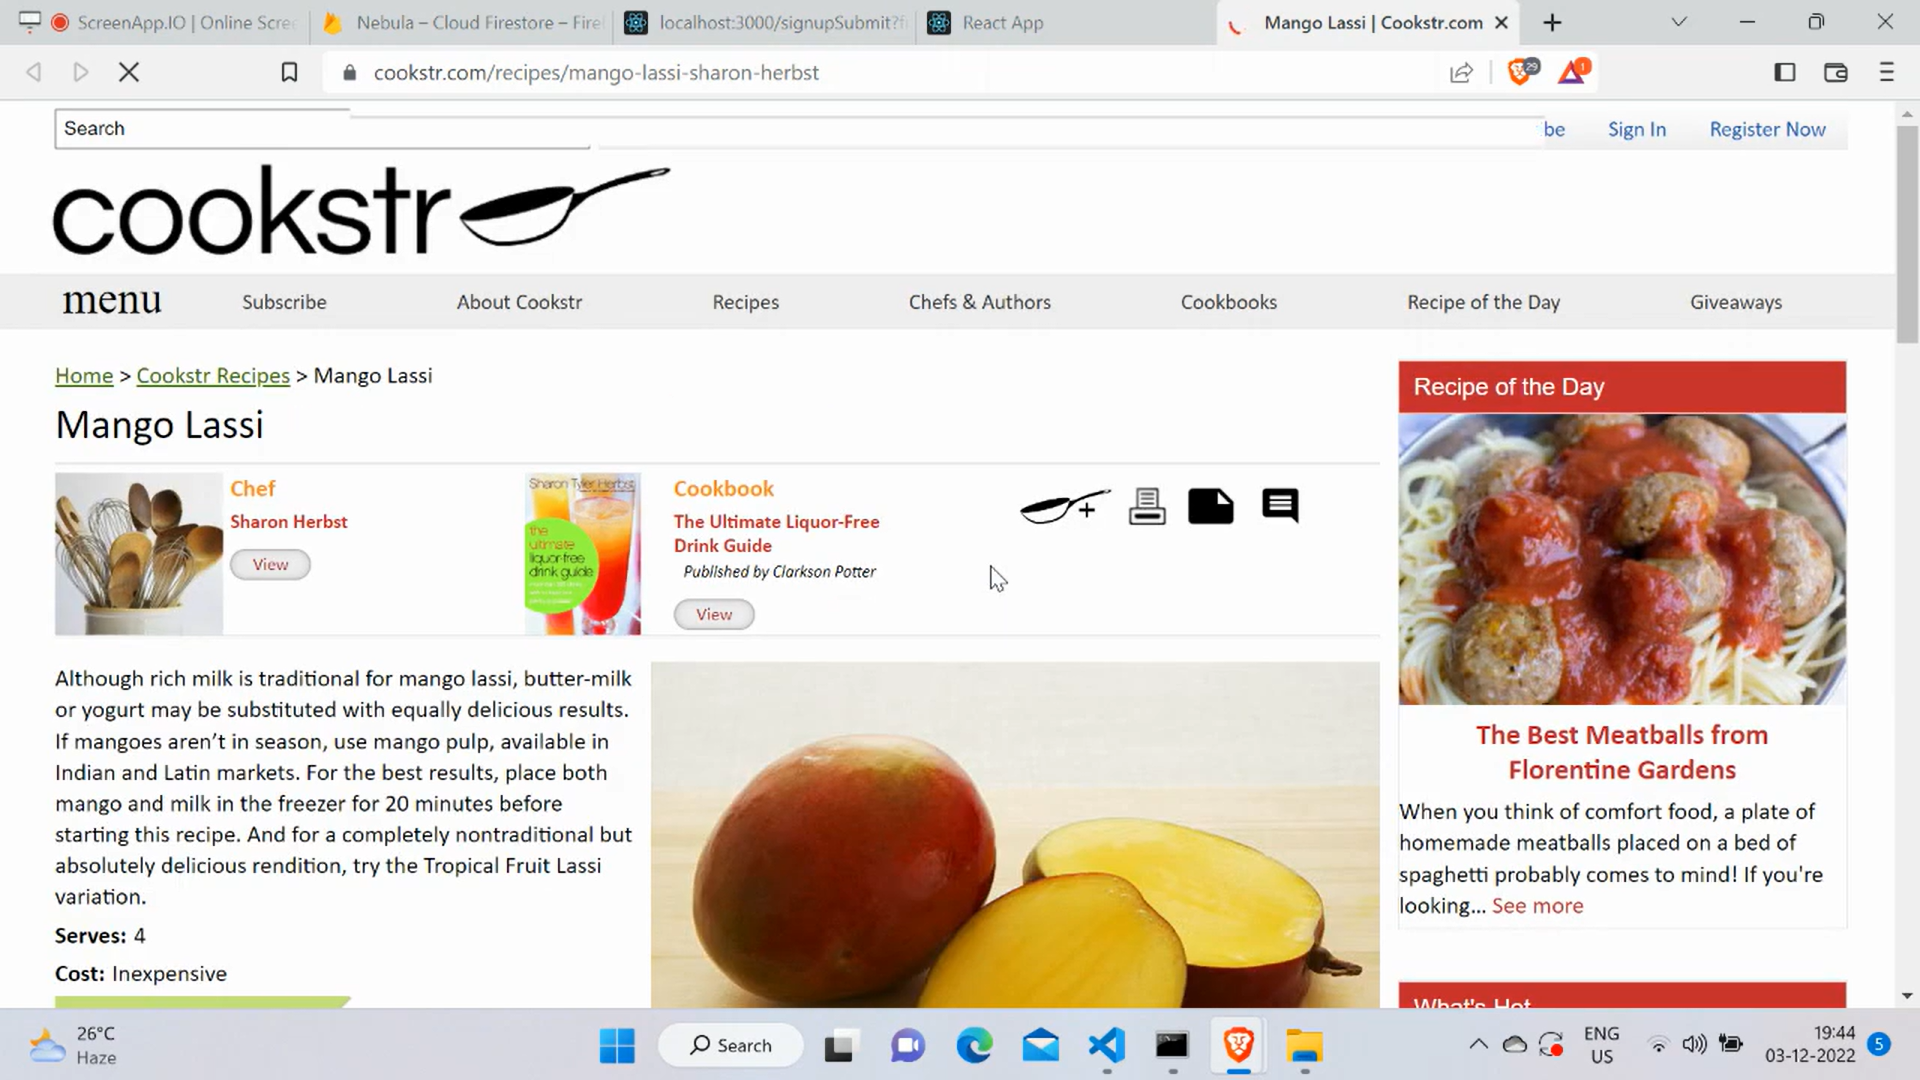 ScreenApp.IO | Online Scree
Nebula – Cloud Firestore – Fire
localhost:3000/signupSubmit?f
React App
Mango Lassi | Cookstr.com
cookstr.com/recipes/mango-lassi-sharon-herbst
29
1
Search
be
Sign In
Register Now
cookstr
menu
Subscribe
About Cookstr
Recipes
Chefs & Authors
Cookbooks
Recipe of the Day
Giveaways
Home > Cookstr Recipes > Mango Lassi
Mango Lassi
Chef
Sharon Herbst
View
Sharon Tyler Herbst
the
ultimate
liquor-free
drink guide
Cookbook
The Ultimate Liquor-Free
Drink Guide
Published by Clarkson Potter
View
Although rich milk is traditional for mango lassi, butter-milk
or yogurt may be substituted with equally delicious results.
If mangoes aren’t in season, use mango pulp, available in
Indian and Latin markets. For the best results, place both
mango and milk in the freezer for 20 minutes before
starting this recipe. And for a completely nontraditional but
absolutely delicious rendition, try the Tropical Fruit Lassi
variation.
Serves: 4
Cost: Inexpensive
Recipe of the Day
The Best Meatballs from
Florentine Gardens
When you think of comfort food, a plate of
homemade meatballs placed on a bed of
spaghetti probably comes to mind! If you're
looking... See more
What's Hot
26°C
Haze
Search
ENG
US
19:44
03-12-2022
5